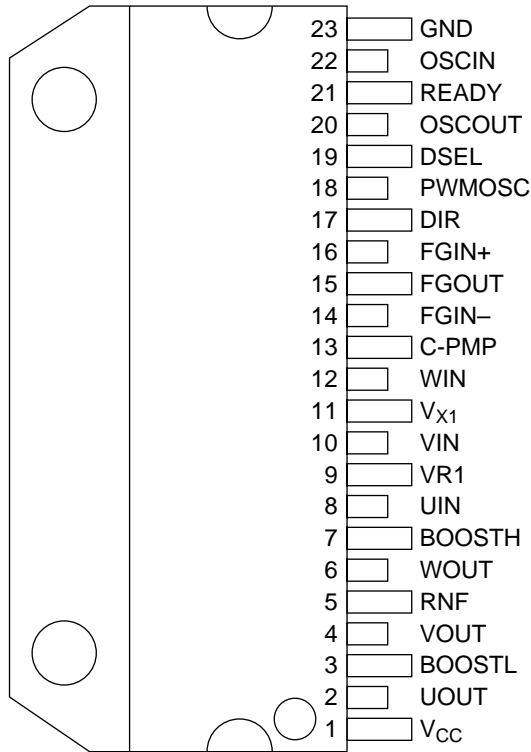 23 GND
22 OSCIN
21 READY
20 OSCOUT
19 DSEL
18 PWMOSC
17 DIR
16 FGIN+
15 FGOUT
14 FGIN–
13 C-PMP
12 WIN
11 VX1
10 VIN
9 VR1
8 UIN
7 BOOSTH
6 WOUT
5 RNF
4 VOUT
3 BOOSTL
2 UOUT
1 VCC